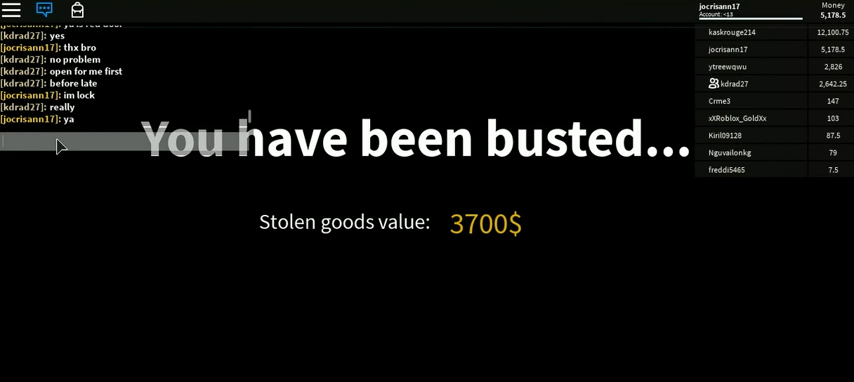 jocrisann17
Account: <13
Money
5,178.5
[kdrad27]: yes
[jocrisann17]: thx bro
[kdrad27]: no problem
[kdrad27]: open for me first
[kdrad27]: before late
[jocrisann17]: im lock
[kdrad27]: really
[jocrisann17]: ya
kaskrouge214 12,100.75
jocrisann17 5,178.5
ytreewqwu 2,826
kdrad27 2,642.25
Crme3 147
xXRoblox_GoldXx 103
Kiril09128 87.5
Nguvailonkg 79
freddi5465 7.5
You have been busted...
Stolen goods value: 3700$